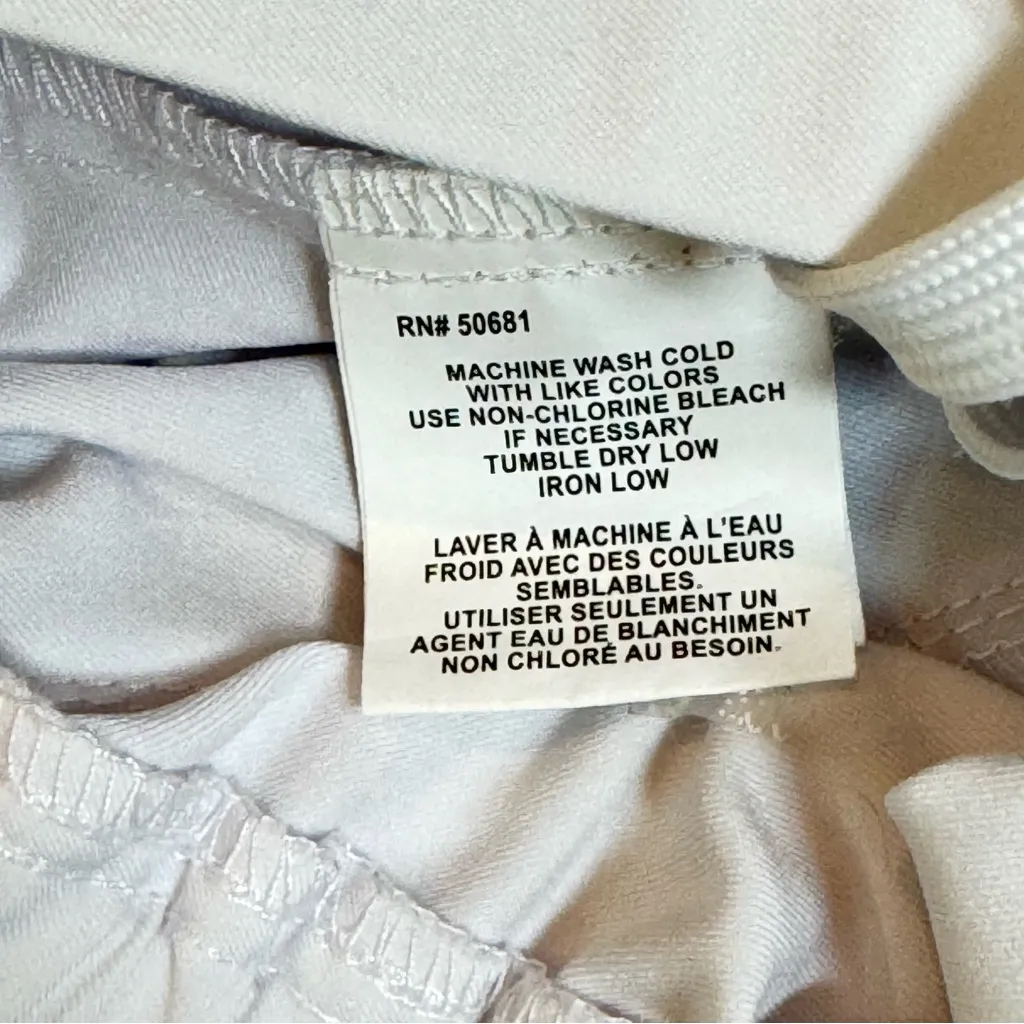 RN# 50681
MACHINE WASH COLD
WITH LIKE COLORS
USE NON-CHLORINE BLEACH
IF NECESSARY
TUMBLE DRY LOW
IRON LOW
LAVER À MACHINE À L'EAU
FROID AVEC DES COULEURS
SEMBLABLES.
UTILISER SEULEMENT UN
AGENT EAU DE BLANCHIMENT
NON CHLORÉ AU BESOIN.